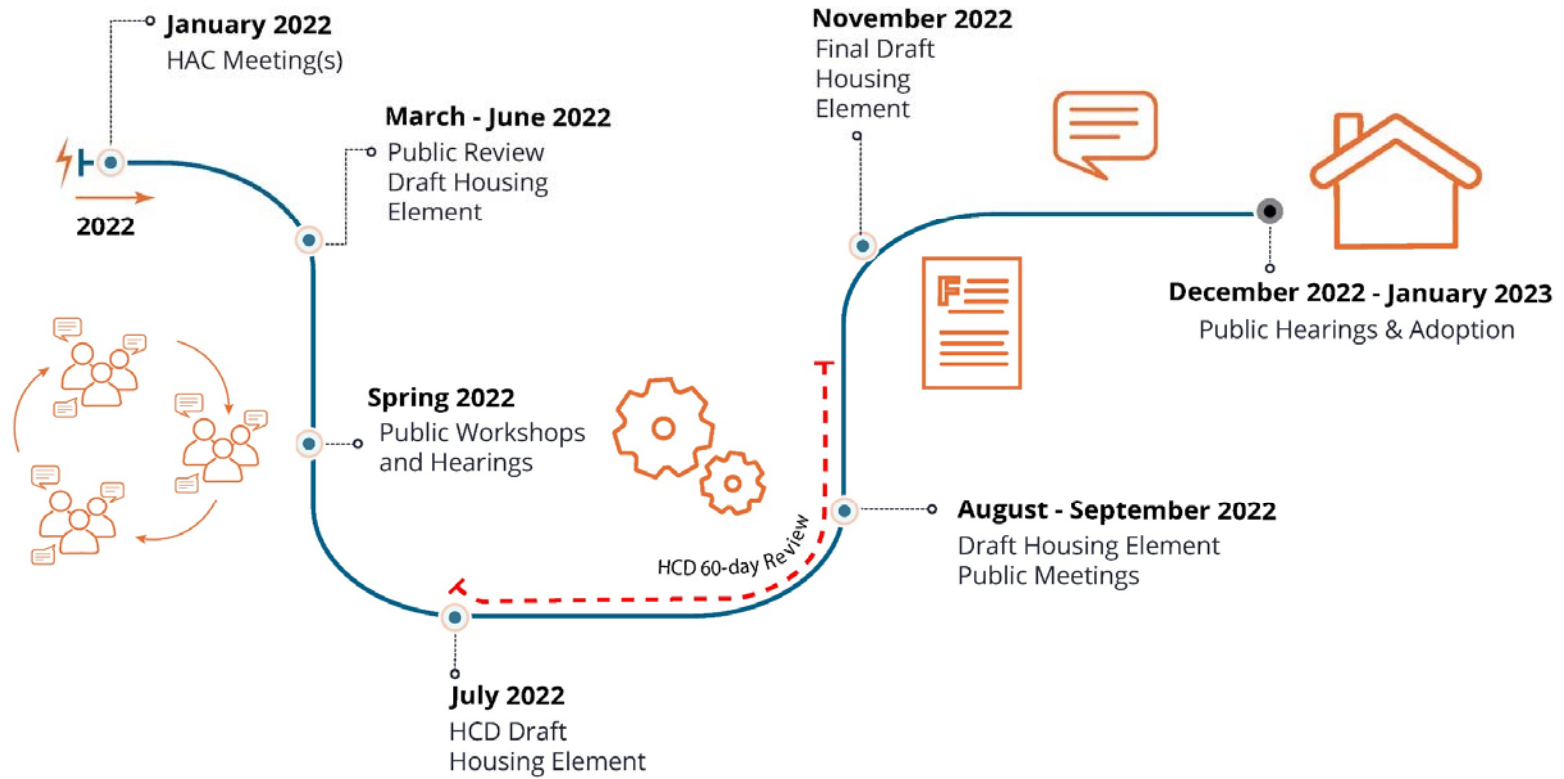 January 2022
HAC Meeting(s)
2022
March - June 2022
Public Review
Draft Housing
Element
Spring 2022
Public Workshops
and Hearings
July 2022
HCD Draft
Housing Element
HCD 60-day Review
August - September 2022
Draft Housing Element
Public Meetings
November 2022
Final Draft
Housing
Element
F
December 2022 - January 2023
Public Hearings & Adoption